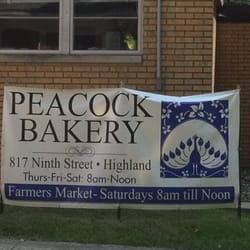 PEACOCK
BAKERY
817 Ninth Street • Highland
Thurs-Fri-Sat: 8am-Noon
Farmers Market- Saturdays 8am till Noon